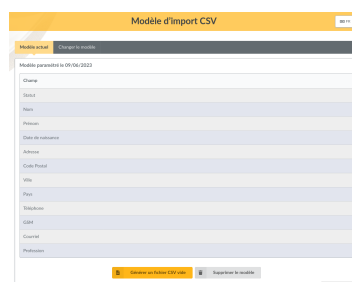 Modèle d'import CSV
FR
Modèle actuel
Changer le modèle
Modèle paramétré le 09/06/2023
Champ
Statut
Nom
Prénom
Date de naissance
Adresse
Code Postal
Ville
Pays
Téléphone
GSM
Courriel
Profession
Générer un fichier CSV vide
Supprimer le modèle